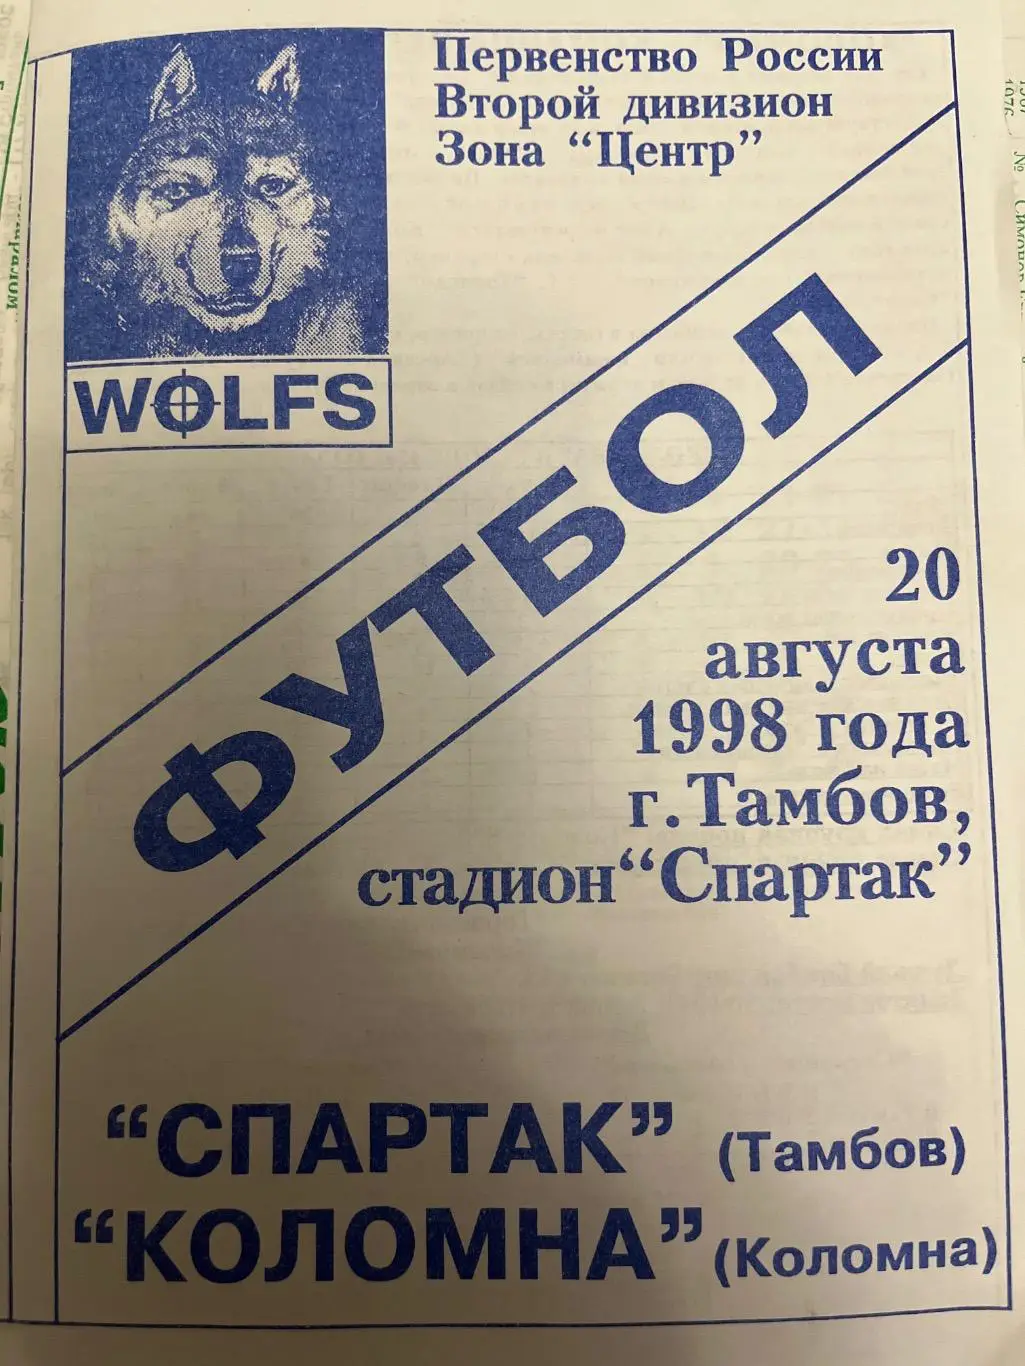 Первенство России
Второй дивизион
Зона “Центр”
WOLFS
ФУТБОЛ
20
августа
1998 года
г.Тамбов,
стадион“Спартак”
“СПАРТАК” (Тамбов)
“КОЛОМНА” (Коломна)